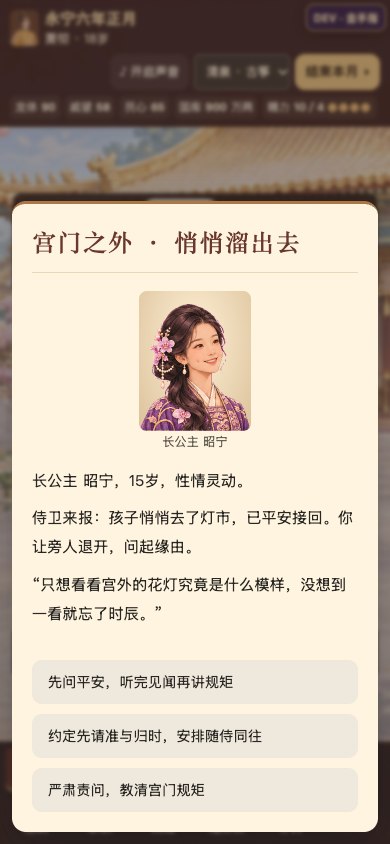 永宁六年正月
DEV · 金手指
♪ 开启声音
清泉 · 古筝
结束本月
宫门之外 · 悄悄溜出去
长公主 昭宁
长公主 昭宁，15岁，性情灵动。
侍卫来报：孩子悄悄去了灯市，已平安接回。你
让旁人退开，问起缘由。
“只想看看宫外的花灯究竟是什么模样，没想到
一看就忘了时辰。”
先问平安，听完见闻再讲规矩
约定先请准与归时，安排随侍同往
严肃责问，教清宫门规矩